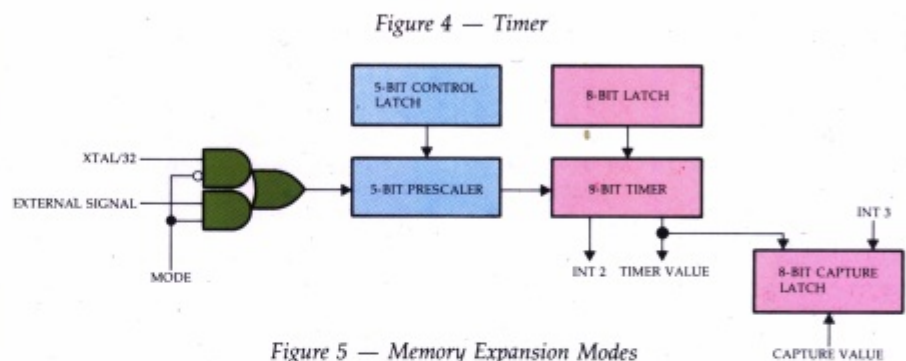 Figure 4 — Timer
5-BIT CONTROL
LATCH
8-BIT LATCH
XTAL/32
5-BIT PRESCALER
8-BIT TIMER
EXTERNAL SIGNAL
INT 3
MODE
INT 2
TIMER VALUE
8-BIT CAPTURE
LATCH
Figure 5 — Memory Expansion Modes
CAPTURE VALUE